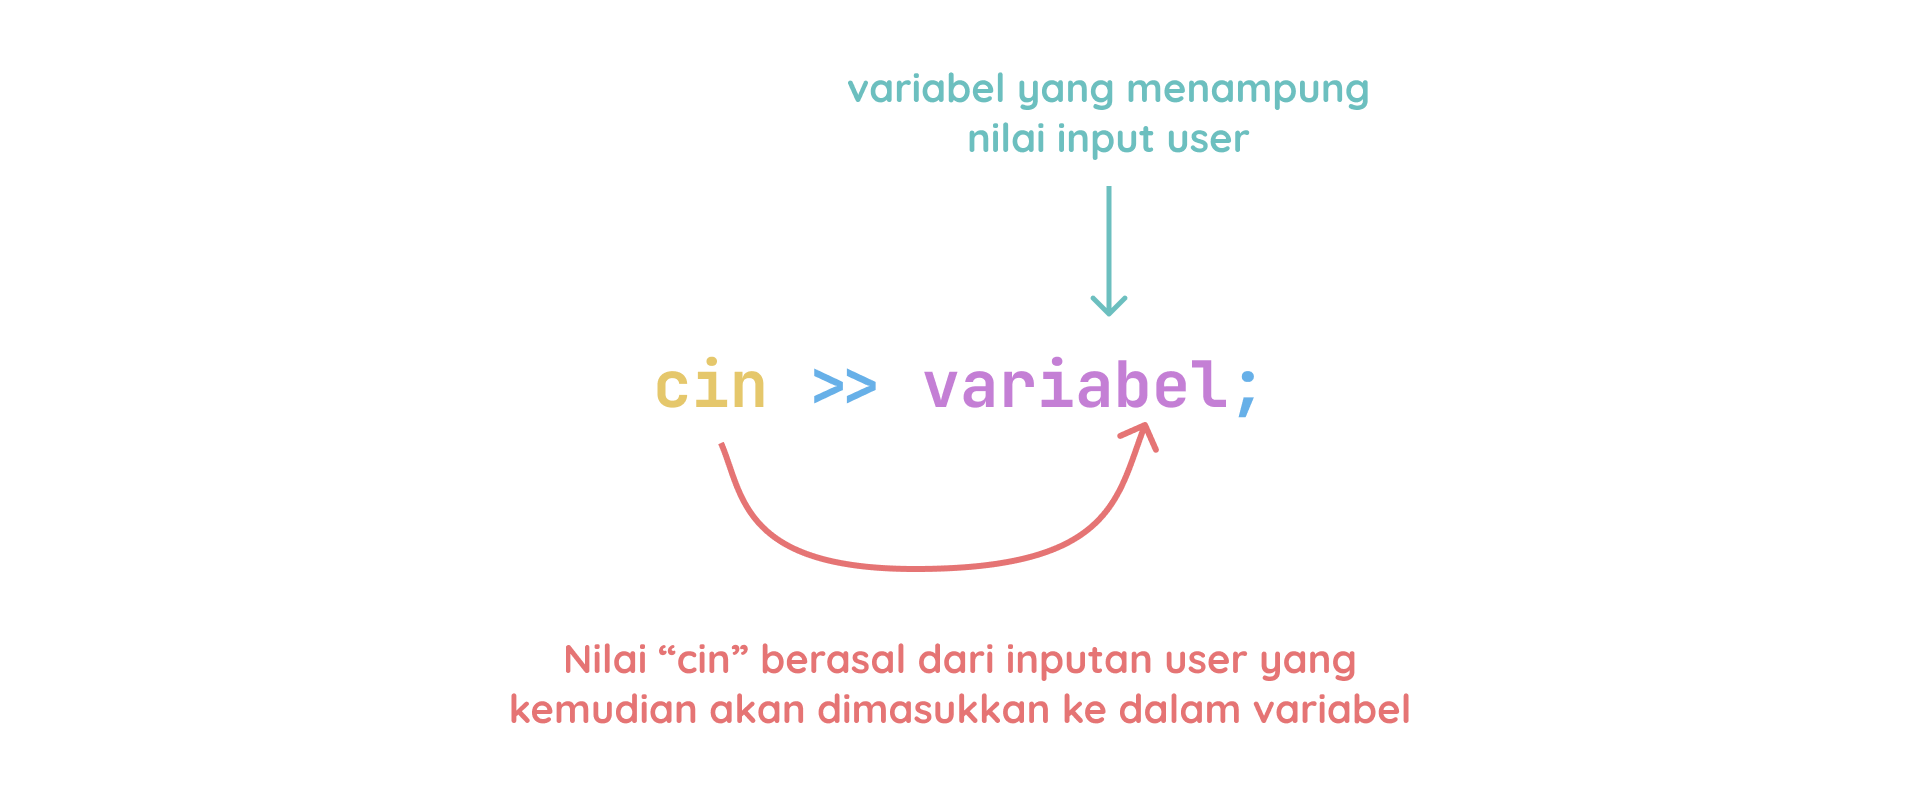 variabel yang menampung
nilai input user
cin >> variabel;
Nilai “cin” berasal dari inputan user yang
kemudian akan dimasukkan ke dalam variabel